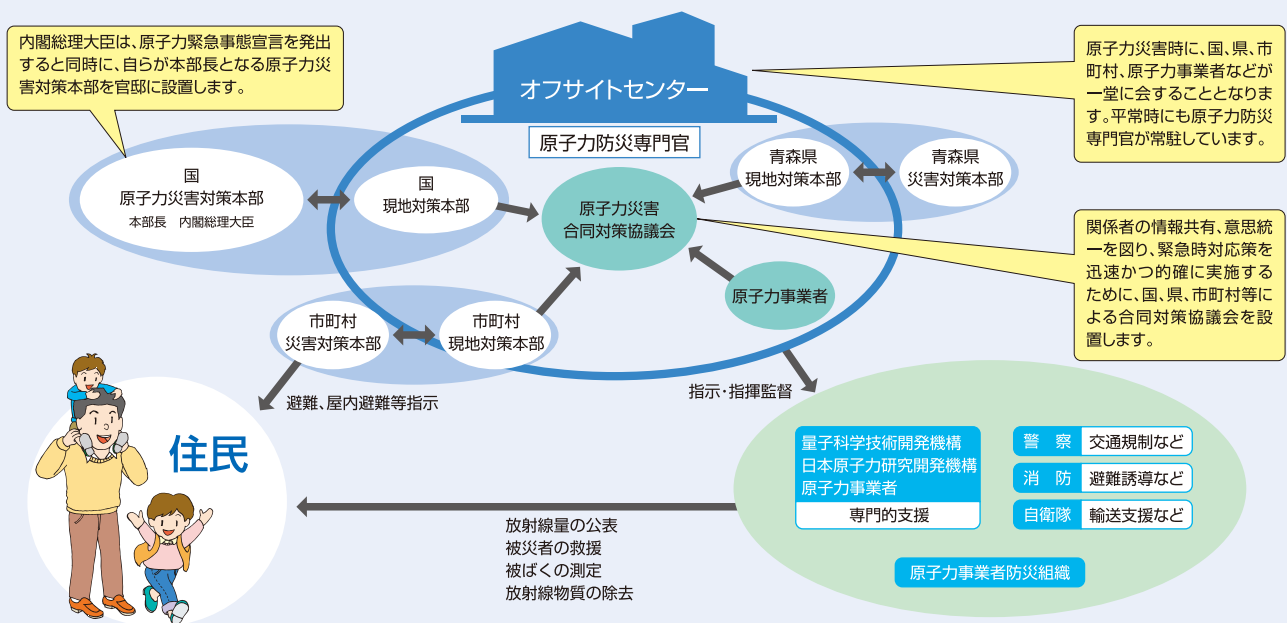 内閣総理大臣は、原子力緊急事態宣言を発出
すると同時に、自らが本部長となる原子力災
害対策本部を官邸に設置します。
オフサイトセンター
原子力防災専門官
原子力災害時に、国、県、市
町村、原子力事業者などが
一堂に会することとなりま
す。平常時にも原子力防災
専門官が常駐しています。
国
原子力災害対策本部
本部長　内閣総理大臣
国
現地対策本部
原子力災害
合同対策協議会
青森県
現地対策本部
青森県
災害対策本部
原子力事業者
関係者の情報共有、意思統
一を図り、緊急時対応策を
迅速かつ的確に実施する
ために、国、県、市町村等に
よる合同対策協議会を設
置します。
市町村
災害対策本部
市町村
現地対策本部
避難、屋内避難等指示
指示・指揮監督
住民
量子科学技術開発機構
日本原子力研究開発機構
原子力事業者
専門的支援
警　察　交通規制など
消　防　避難誘導など
自衛隊　輸送支援など
原子力事業者防災組織
放射線量の公表
被災者の救援
被ばくの測定
放射線物質の除去